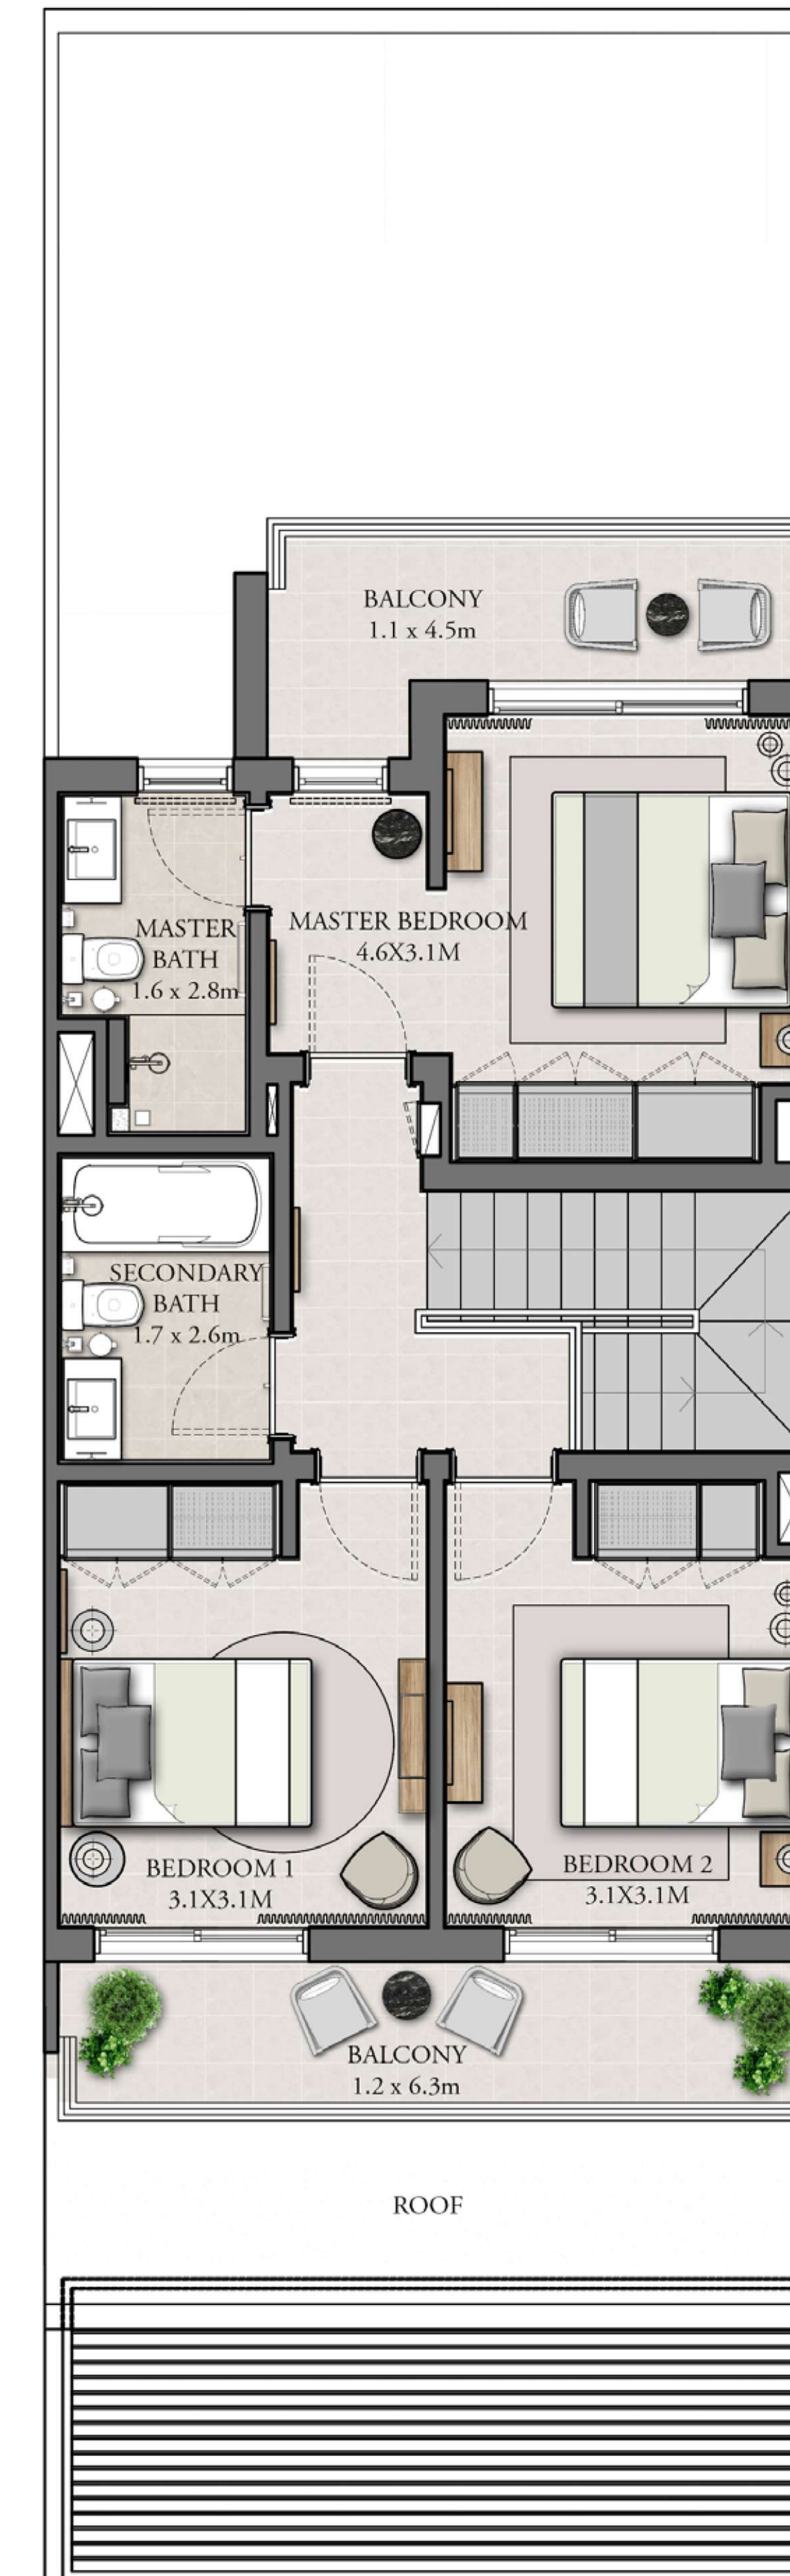 BALCONY
1.1 x 4.5m
MASTER
BATH
1.6 x 2.8m
MASTER BEDROOM
4.6X3.1M
SECONDARY
BATH
1.7 x 2.6m
BEDROOM 1
3.1X3.1M
BEDROOM 2
3.1X3.1M
BALCONY
1.2 x 6.3m
ROOF